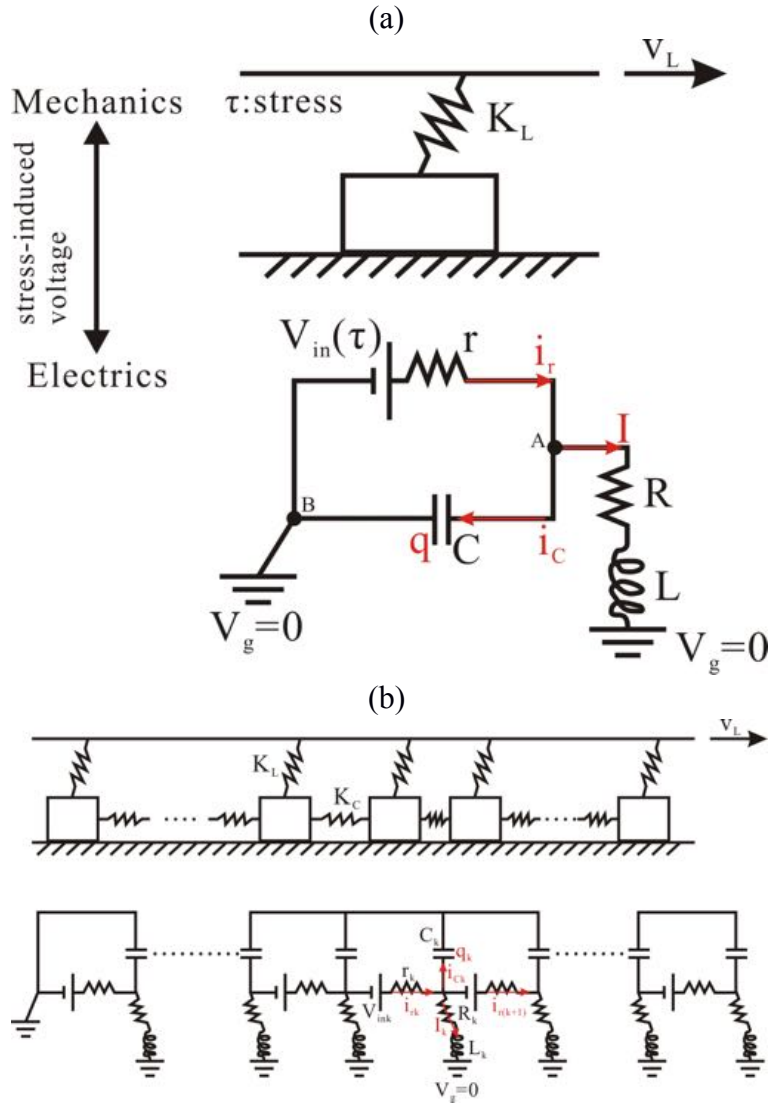 (a)
V_L
Mechanics
τ:stress
K_L
stress-induced
voltage
V_in(τ)
r
i_r
Electrics
A
I
B
R
q
C
i_C
L
V_g=0
V_g=0
(b)
v_L
K_L
K_C
C_k
q_k
r_k
i_Ck
V_ink
i_rk
R_k
i_r(k+1)
I_k
L_k
V_g=0